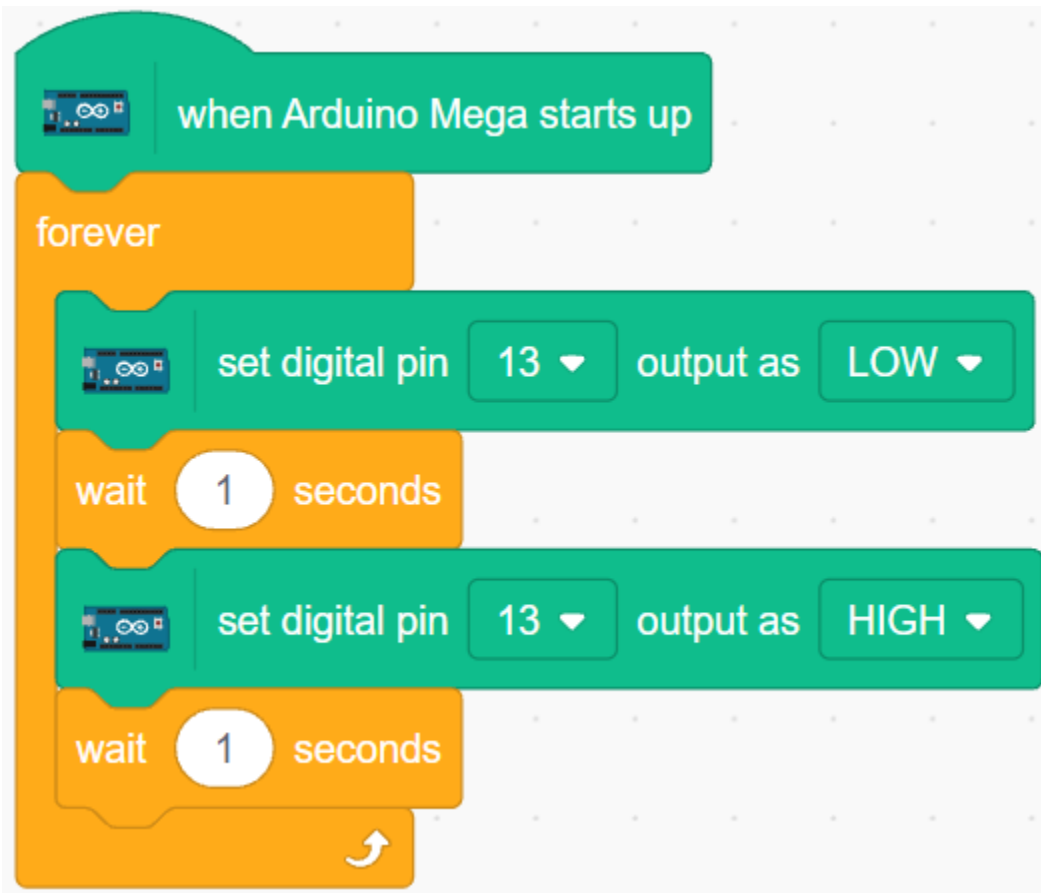 when Arduino Mega starts up
forever
set digital pin 13 output as LOW
wait 1 seconds
set digital pin 13 output as HIGH
wait 1 seconds